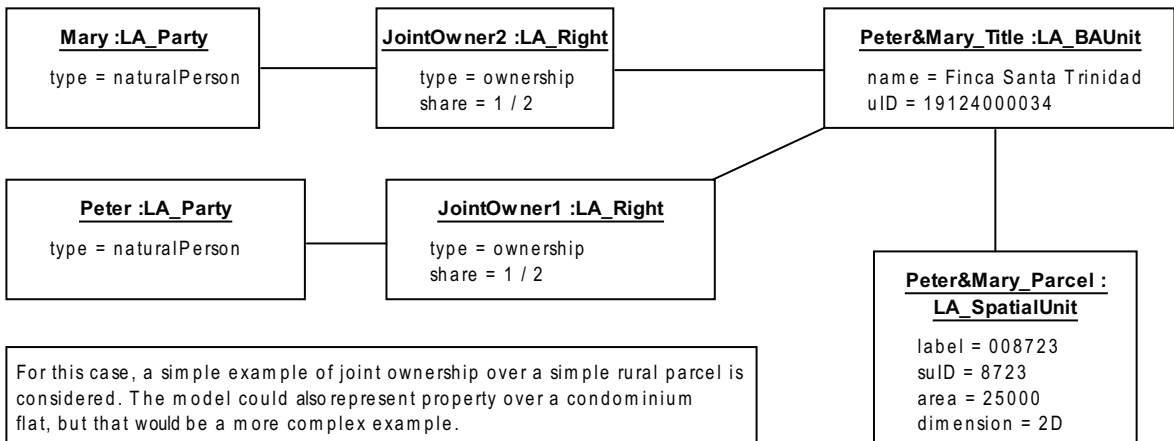 Mary :LA_Party
type = naturalPerson
JointOwner2 :LA_Right
type = ownership
share = 1 / 2
Peter&Mary_Title :LA_BAUnit
name = Finca Santa Trinidad
uID = 19124000034
Peter :LA_Party
type = naturalPerson
JointOwner1 :LA_Right
type = ownership
share = 1 / 2
Peter&Mary_Parcel :
LA_SpatialUnit
label = 008723
suID = 8723
area = 25000
dimension = 2D
For this case, a simple example of joint ownership over a simple rural parcel is
considered. The model could also represent property over a condominium
flat, but that would be a more complex example.